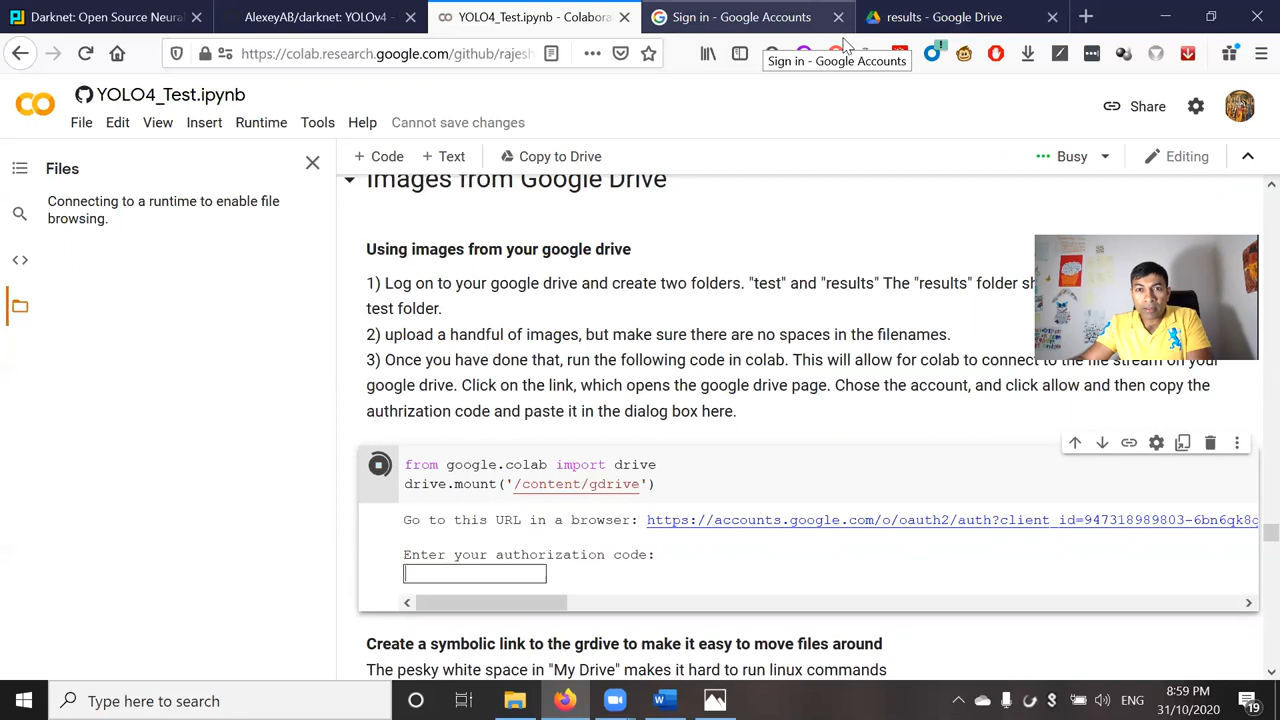 Darknet: Open Source Neural
AlexeyAB/darknet: YOLOv4 -
YOLO4_Test.ipynb - Colabora
Sign in - Google Accounts
results - Google Drive
https://colab.research.google.com/github/rajesh
Sign in - Google Accounts
YOLO4_Test.ipynb
Share
File Edit View Insert Runtime Tools Help Cannot save changes
Files
+ Code + Text Copy to Drive
Busy
Editing
Connecting to a runtime to enable file
browsing.
Images from Google Drive
Using images from your google drive
1) Log on to your google drive and create two folders. "test" and "results" The "results" folder sh
test folder.
2) upload a handful of images, but make sure there are no spaces in the filenames.
3) Once you have done that, run the following code in colab. This will allow for colab to connect to the file stream on your
google drive. Click on the link, which opens the google drive page. Chose the account, and click allow and then copy the
authrization code and paste it in the dialog box here.
from google.colab import drive
drive.mount('/content/gdrive')
Go to this URL in a browser: https://accounts.google.com/o/oauth2/auth?client_id=947318989803-6bn6qk8q
Enter your authorization code:
Create a symbolic link to the grdive to make it easy to move files around
The pesky white space in "My Drive" makes it hard to run linux commands
Type here to search
ENG
8:59 PM
31/10/2020
19